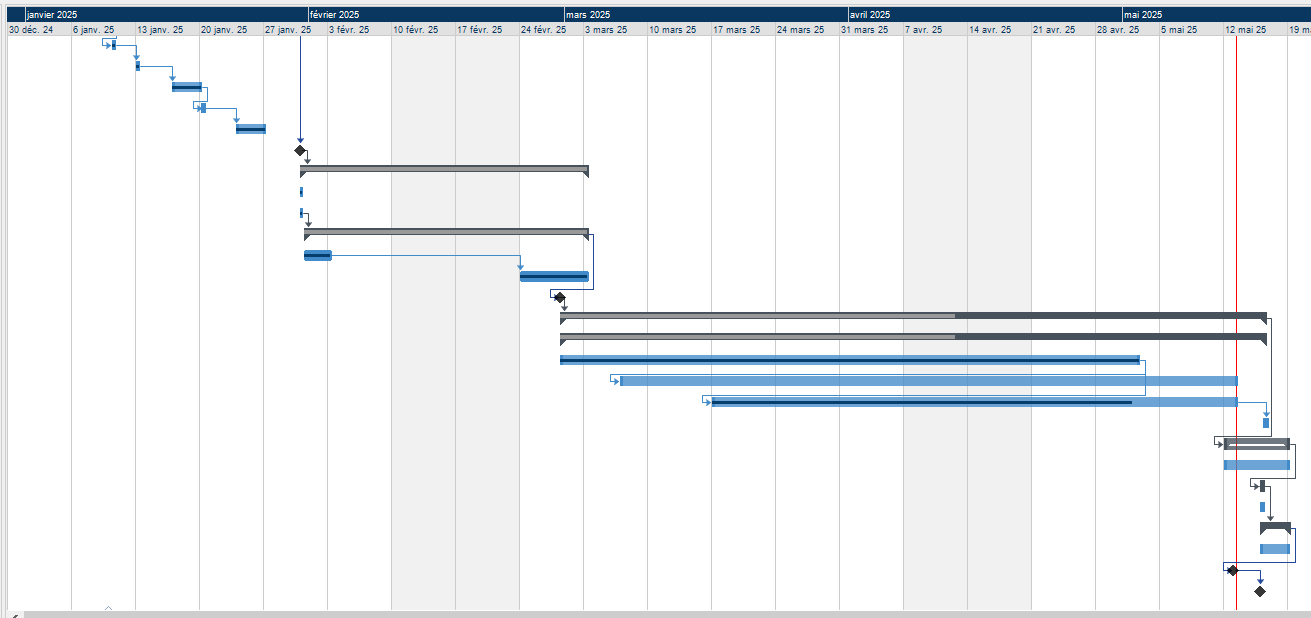 janvier 2025 février 2025 mars 2025 avril 2025 mai 2025
30 déc. 24 6 janv. 25 13 janv. 25 20 janv. 25 27 janv. 25 3 févr. 25 10 févr. 25 17 févr. 25 24 févr. 25 3 mars 25 10 mars 25 17 mars 25 24 mars 25 31 mars 25 7 avr. 25 14 avr. 25 21 avr. 25 28 avr. 25 5 mai 25 12 mai 25 19 m